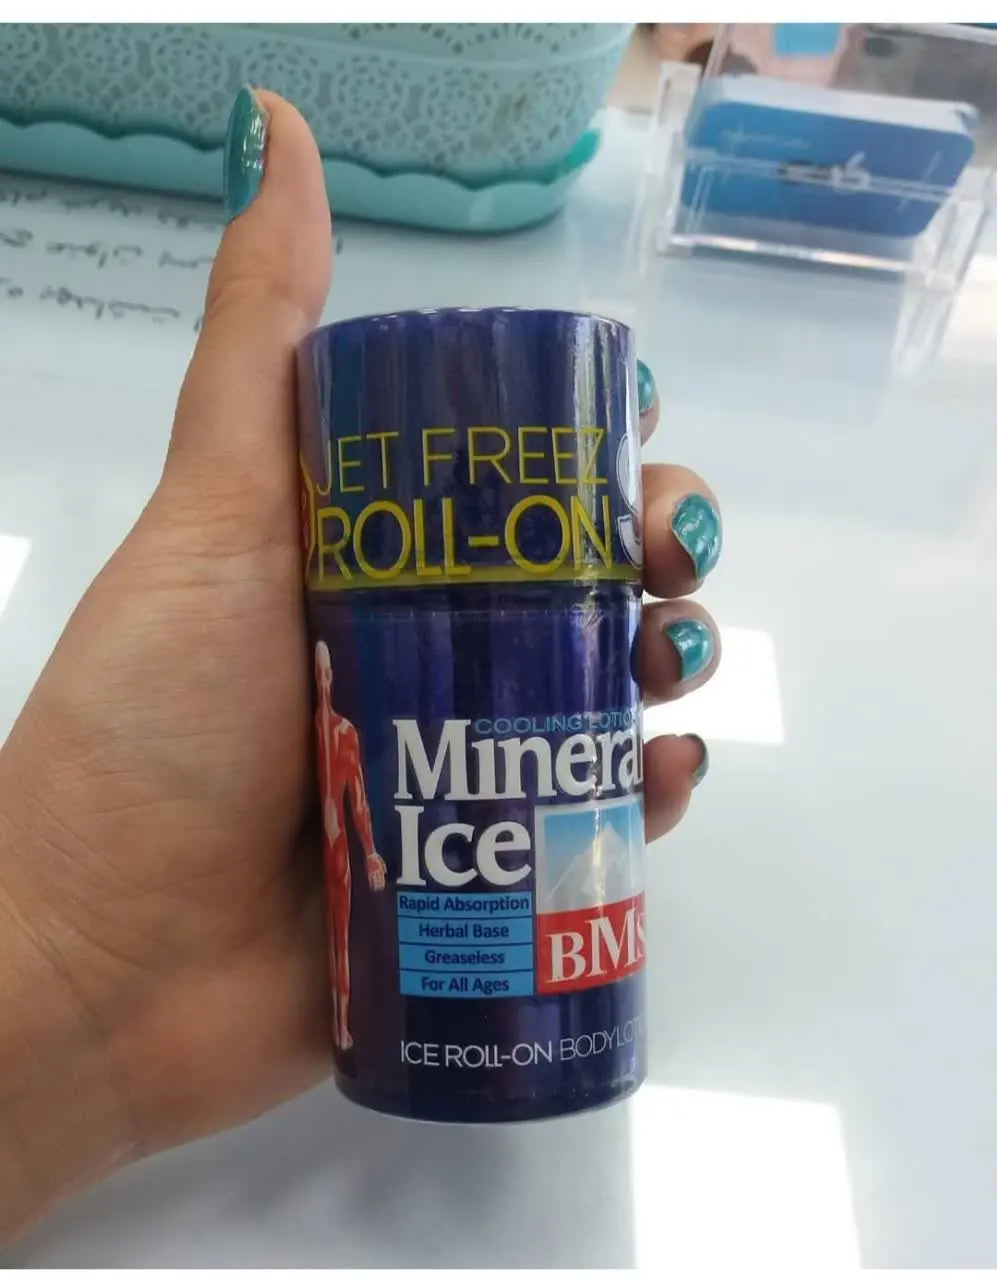 JET FREEZ
ROLL-ON
COOLING LOTIO
Mineral
Ice
Rapid Absorption
Herbal Base
Greaseless
For All Ages
BMs
ICE ROLL-ON BODY LOT